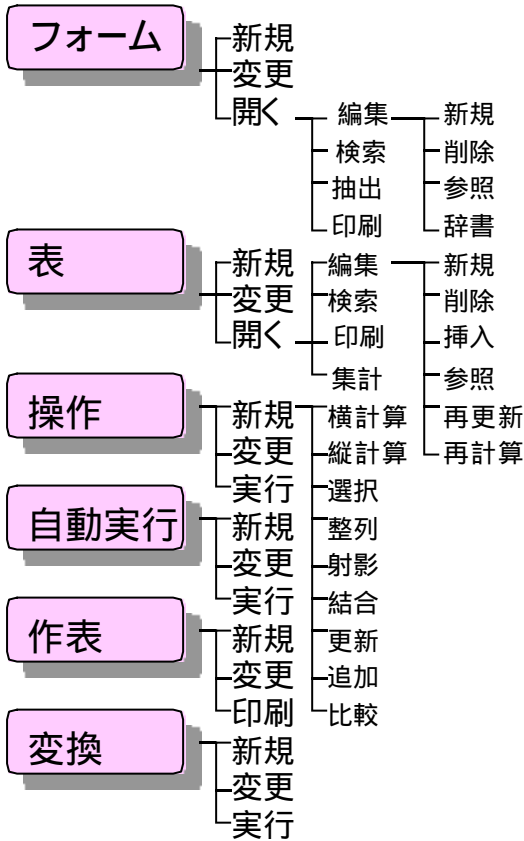 フォーム
新規
変更
開く
編集 新規
検索 削除
抽出 参照
印刷 辞書
表
新規 編集 新規
変更 検索 削除
開く 印刷 挿入
集計 参照
操作
新規 横計算 再更新
変更 縦計算 再計算
実行 選択
自動実行
新規 整列
変更 射影
実行 結合
作表
新規 更新
変更 追加
印刷 比較
変換
新規
変更
実行